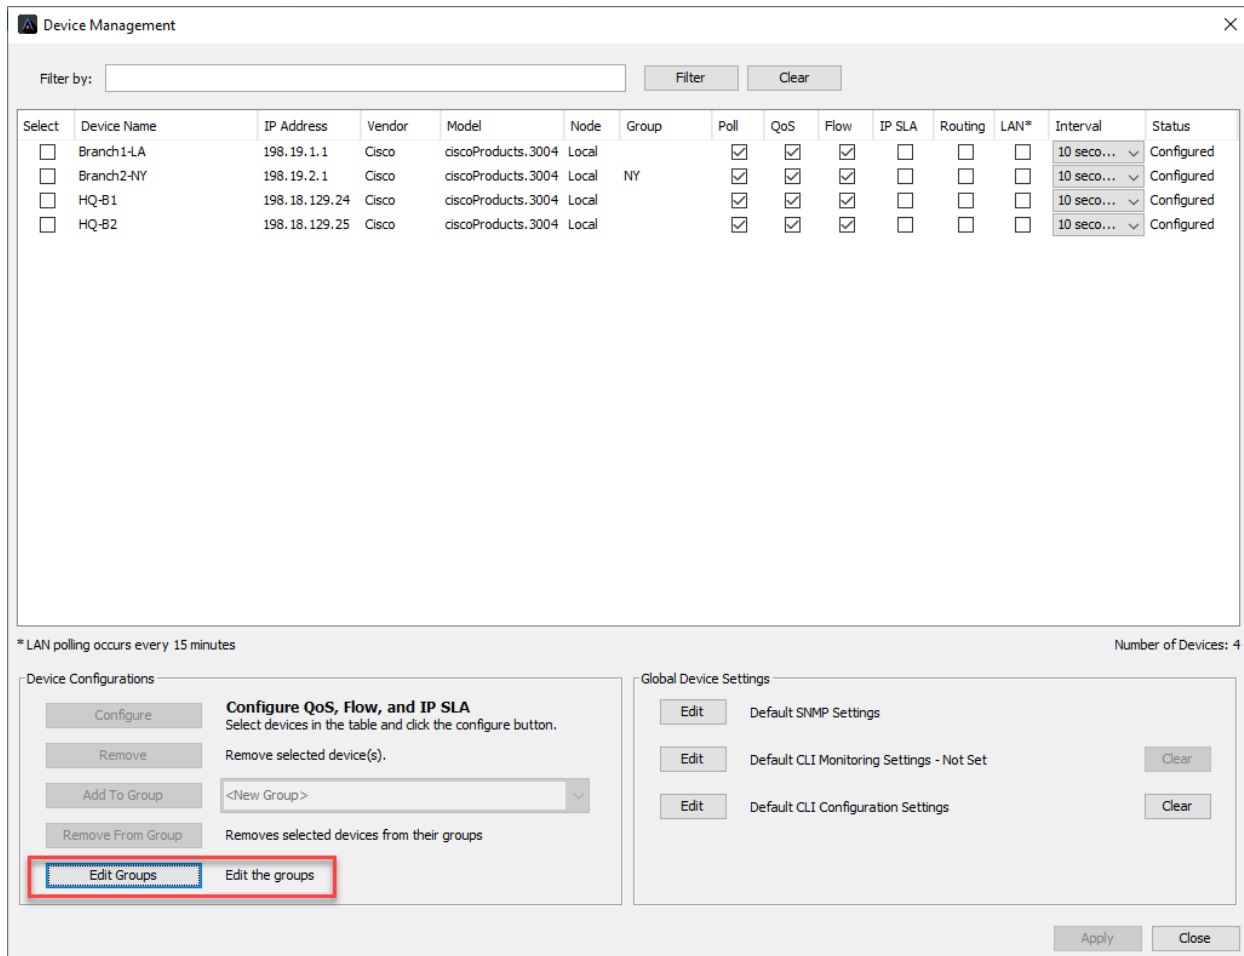 Device Management
Filter by: Filter Clear
Select Device Name IP Address Vendor Model Node Group Poll QoS Flow IP SLA Routing LAN* Interval Status
Branch1-LA 198.19.1.1 Cisco ciscoProducts.3004 Local 10 seco... Configured
Branch2-NY 198.19.2.1 Cisco ciscoProducts.3004 Local NY 10 seco... Configured
HQ-B1 198.18.129.24 Cisco ciscoProducts.3004 Local 10 seco... Configured
HQ-B2 198.18.129.25 Cisco ciscoProducts.3004 Local 10 seco... Configured
* LAN polling occurs every 15 minutes Number of Devices: 4
Device Configurations
Configure Configure QoS, Flow, and IP SLA
Select devices in the table and click the configure button.
Remove Remove selected device(s).
Add To Group <New Group>
Remove From Group Removes selected devices from their groups
Edit Groups Edit the groups
Global Device Settings
Edit Default SNMP Settings
Edit Default CLI Monitoring Settings - Not Set Clear
Edit Default CLI Configuration Settings Clear
Apply Close